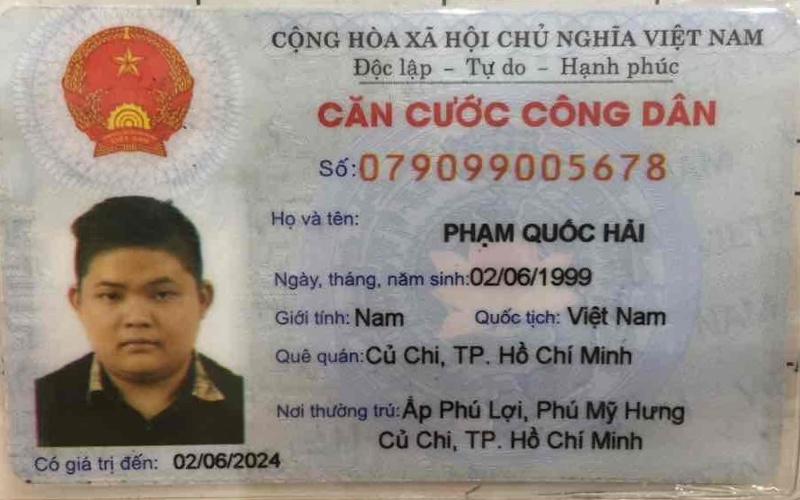 CỘNG HÒA XÃ HỘI CHỦ NGHĨA VIỆT NAM
Độc lập – Tự do – Hạnh phúc
CĂN CƯỚC CÔNG DÂN
Số: 079099005678
Họ và tên:
PHẠM QUỐC HẢI
Ngày, tháng, năm sinh: 02/06/1999
Giới tính: Nam Quốc tịch: Việt Nam
Quê quán: Củ Chi, TP. Hồ Chí Minh
Nơi thường trú: Ấp Phú Lợi, Phú Mỹ Hưng
Củ Chi, TP. Hồ Chí Minh
Có giá trị đến: 02/06/2024